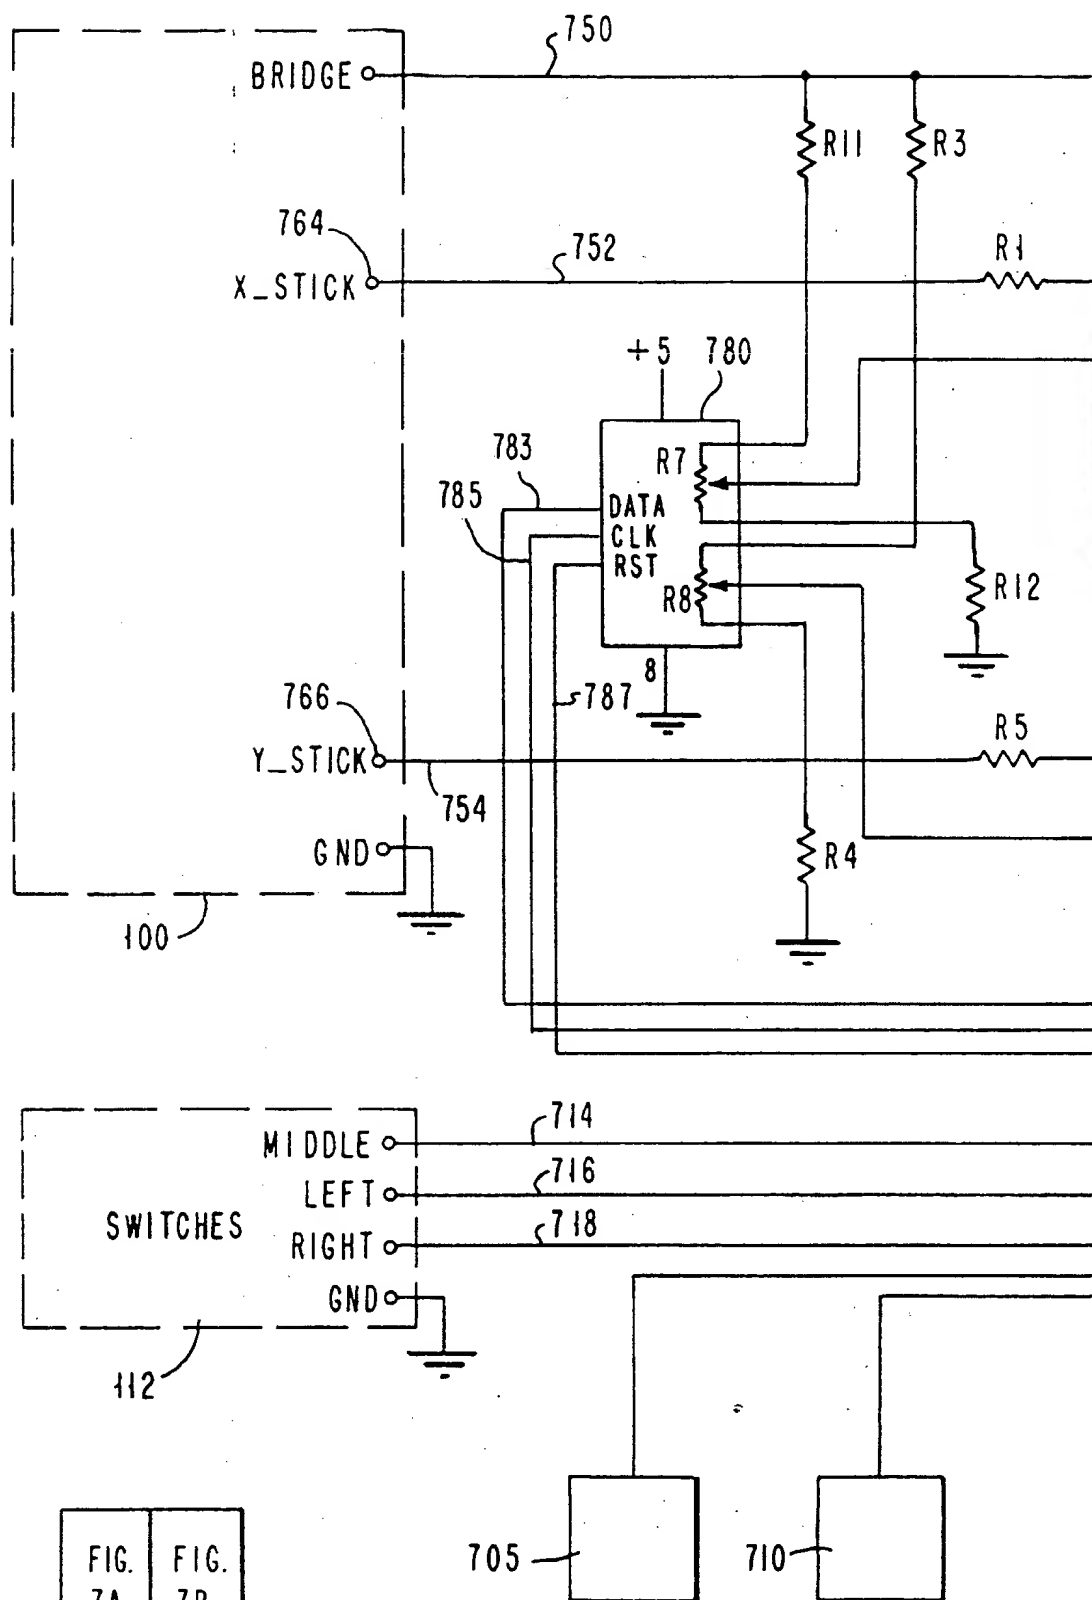 750
BRIDGE
R11
R3
764
752
R1
X_STICK
+5
780
783
R7
785
DATA
CLK
RST
R8
R12
8
766
787
R5
Y_STICK
754
GND
R4
100
714
MIDDLE
716
LEFT
718
SWITCHES
RIGHT
GND
112
705
710
FIG. FIG.
7A 7B